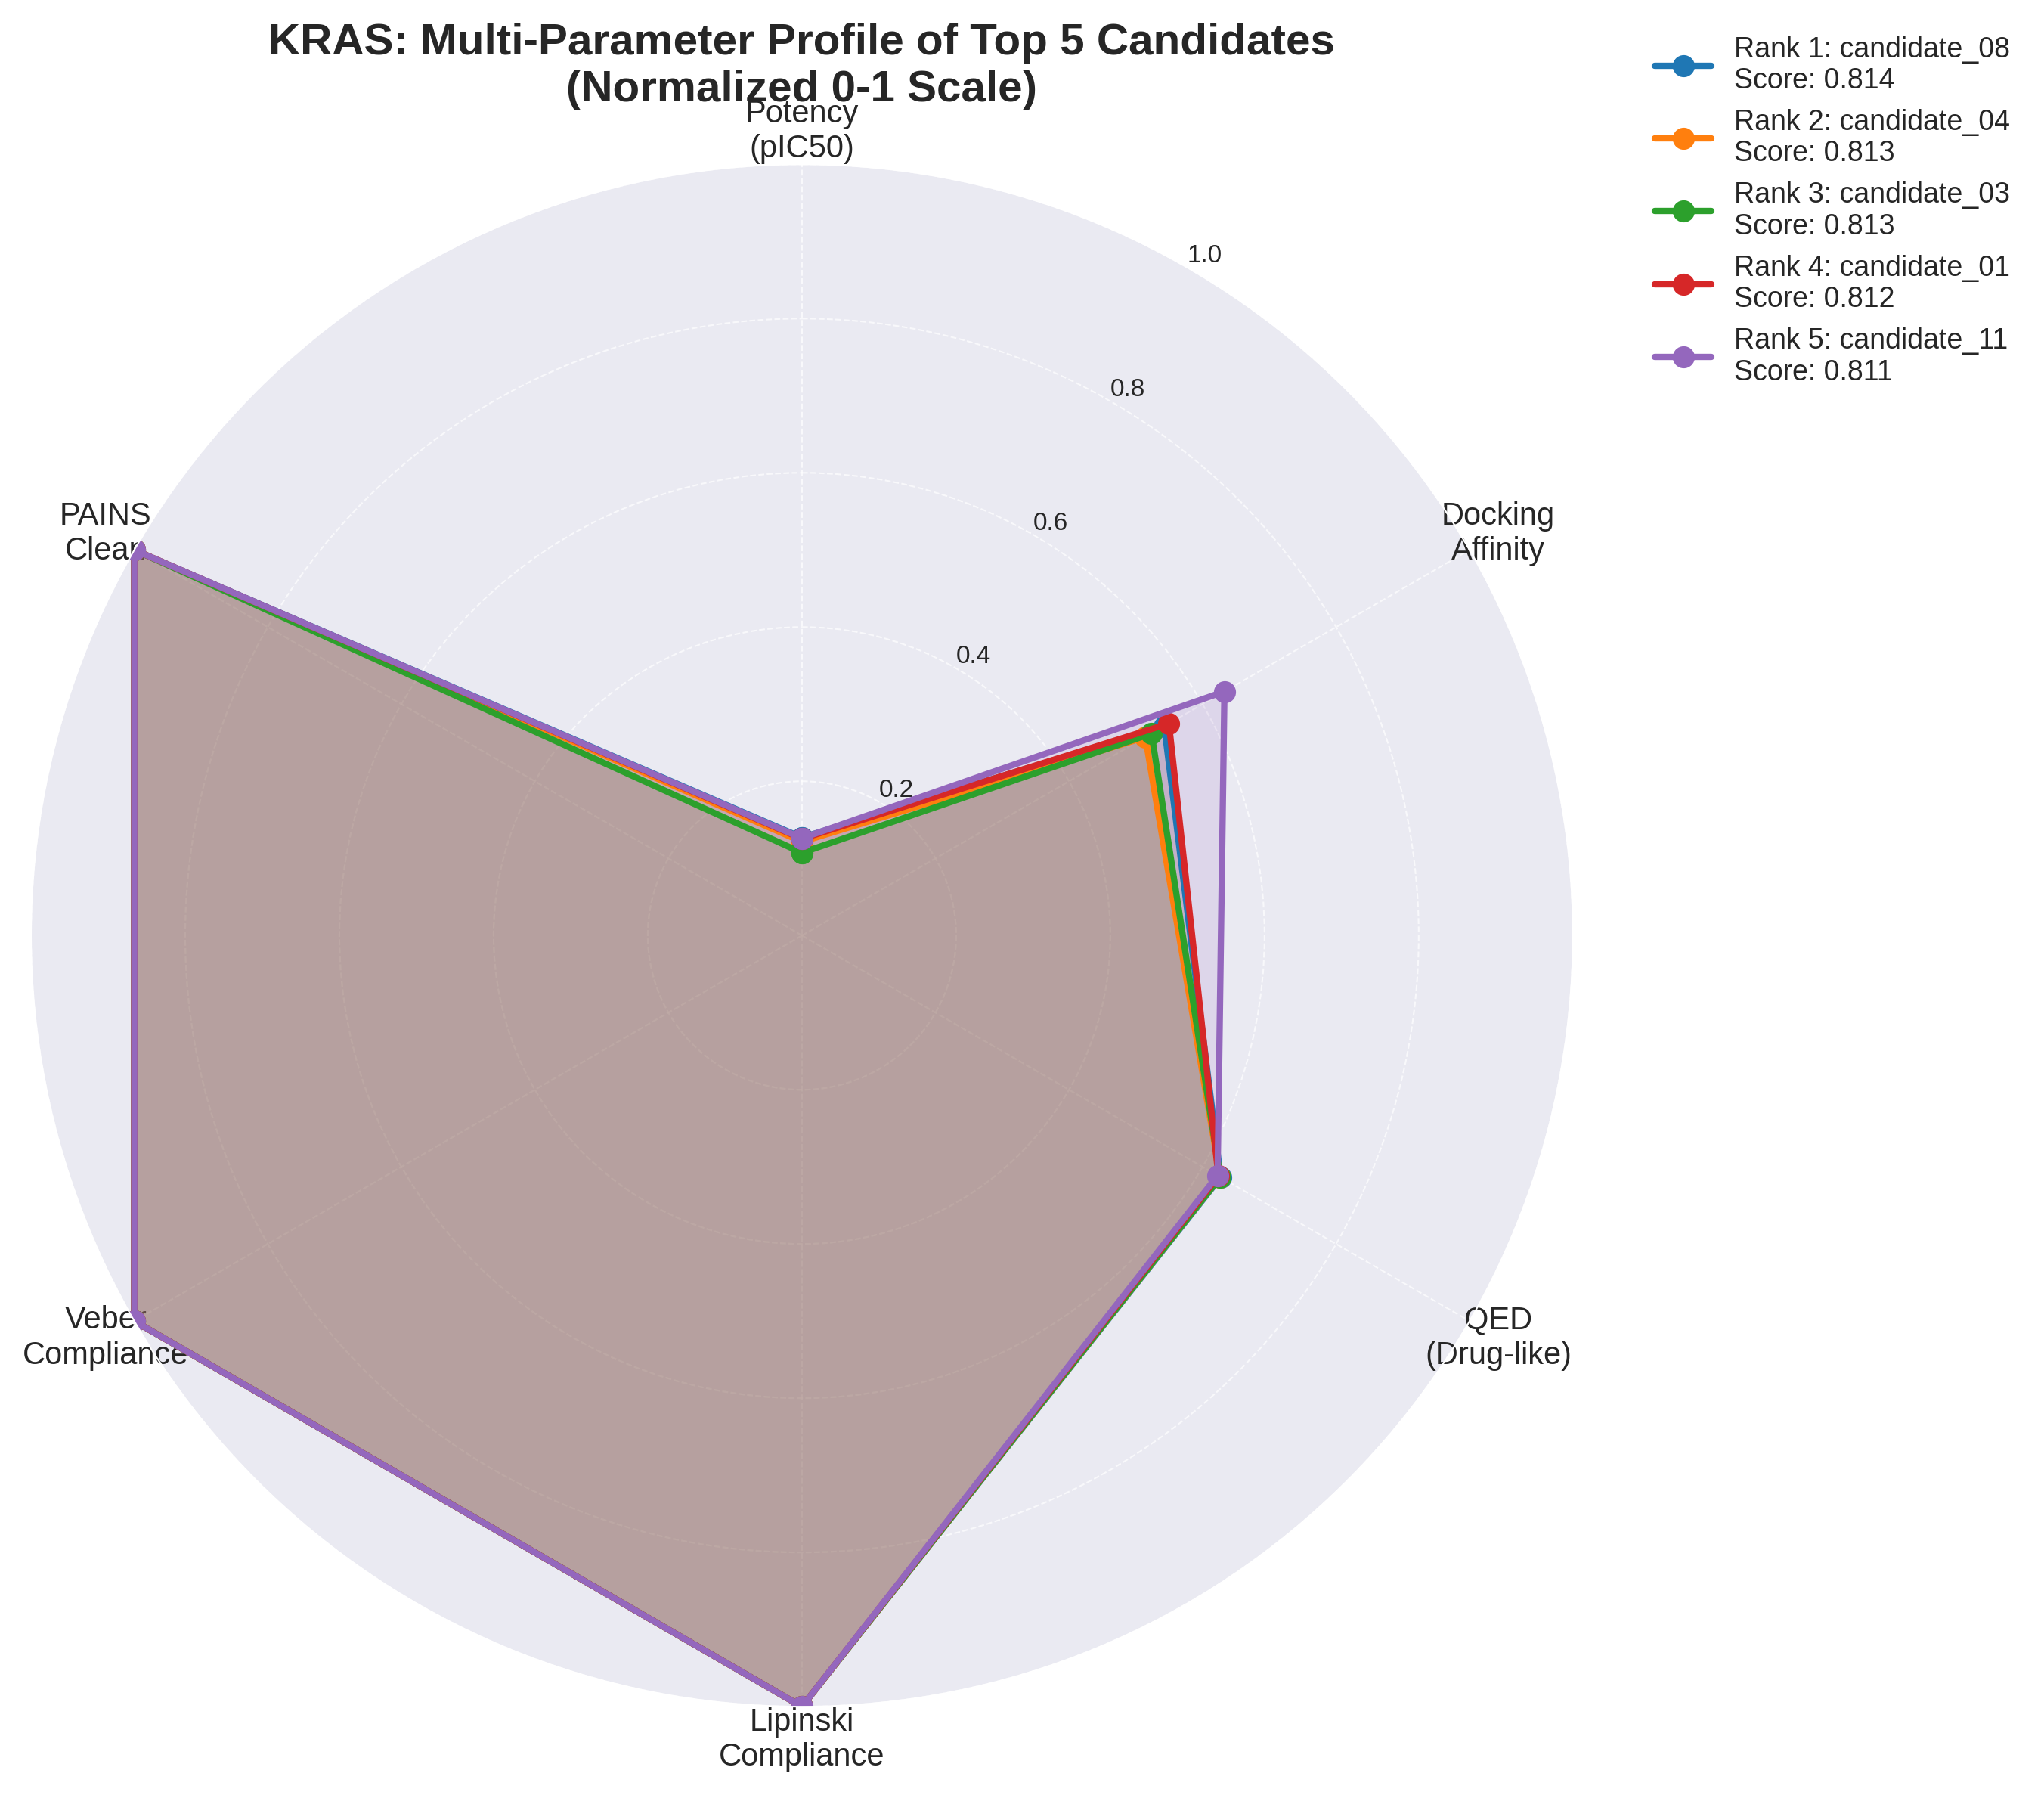 KRAS: Multi-Parameter Profile of Top 5 Candidates
(Normalized 0-1 Scale)
Rank 1: candidate_08
Score: 0.814
Rank 2: candidate_04
Score: 0.813
Rank 3: candidate_03
Score: 0.813
Rank 4: candidate_01
Score: 0.812
Rank 5: candidate_11
Score: 0.811
Potency
(pIC50)
1.0
0.8
0.6
0.4
0.2
PAINS
Clean
Docking
Affinity
Veber
Compliance
QED
(Drug-like)
Lipinski
Compliance